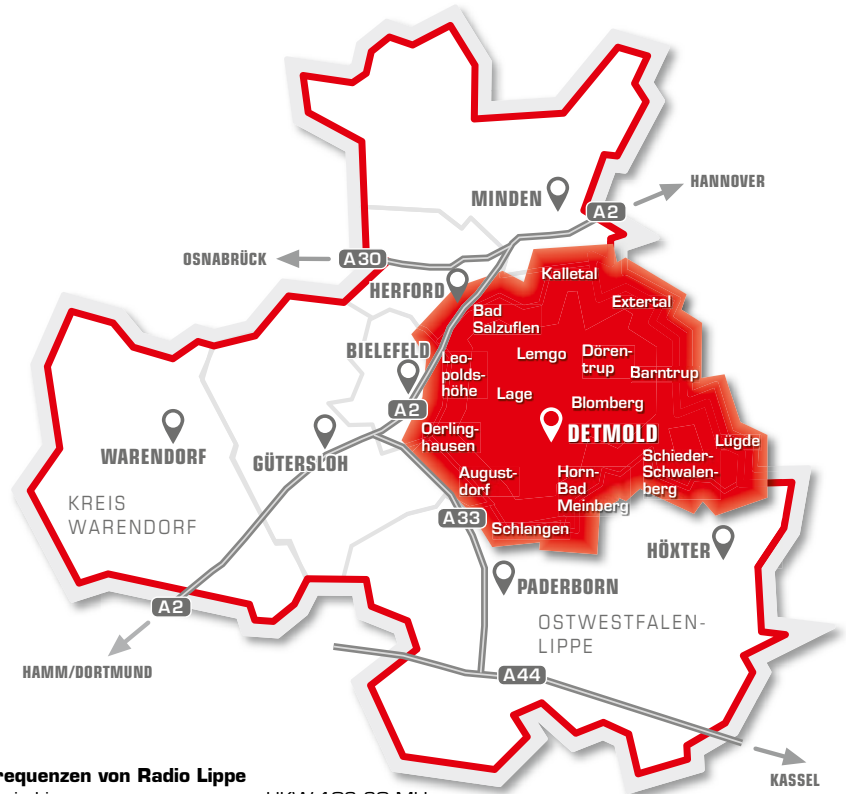 HANNOVER
MINDEN
A2
OSNABRÜCK
A30
Kalletal
HERFORD
Extertal
Bad
Salzuflen
BIELEFELD
Leo-
polds-
höhe
Lemgo
Dören-
trup
Barntrup
Lage
A2
Blomberg
WARENDORF
GÜTERSLOH
Oerling-
hausen
DETMOLD
Lügde
Schieder-
Schwalen-
berg
August-
dorf
Horn-
Bad
Meinberg
KREIS
WARENDORF
A33
Schlangen
HÖXTER
PADERBORN
A2
OSTWESTFALEN-
LIPPE
HAMM/DORTMUND
A44
KASSEL
requenzen von Radio Lippe